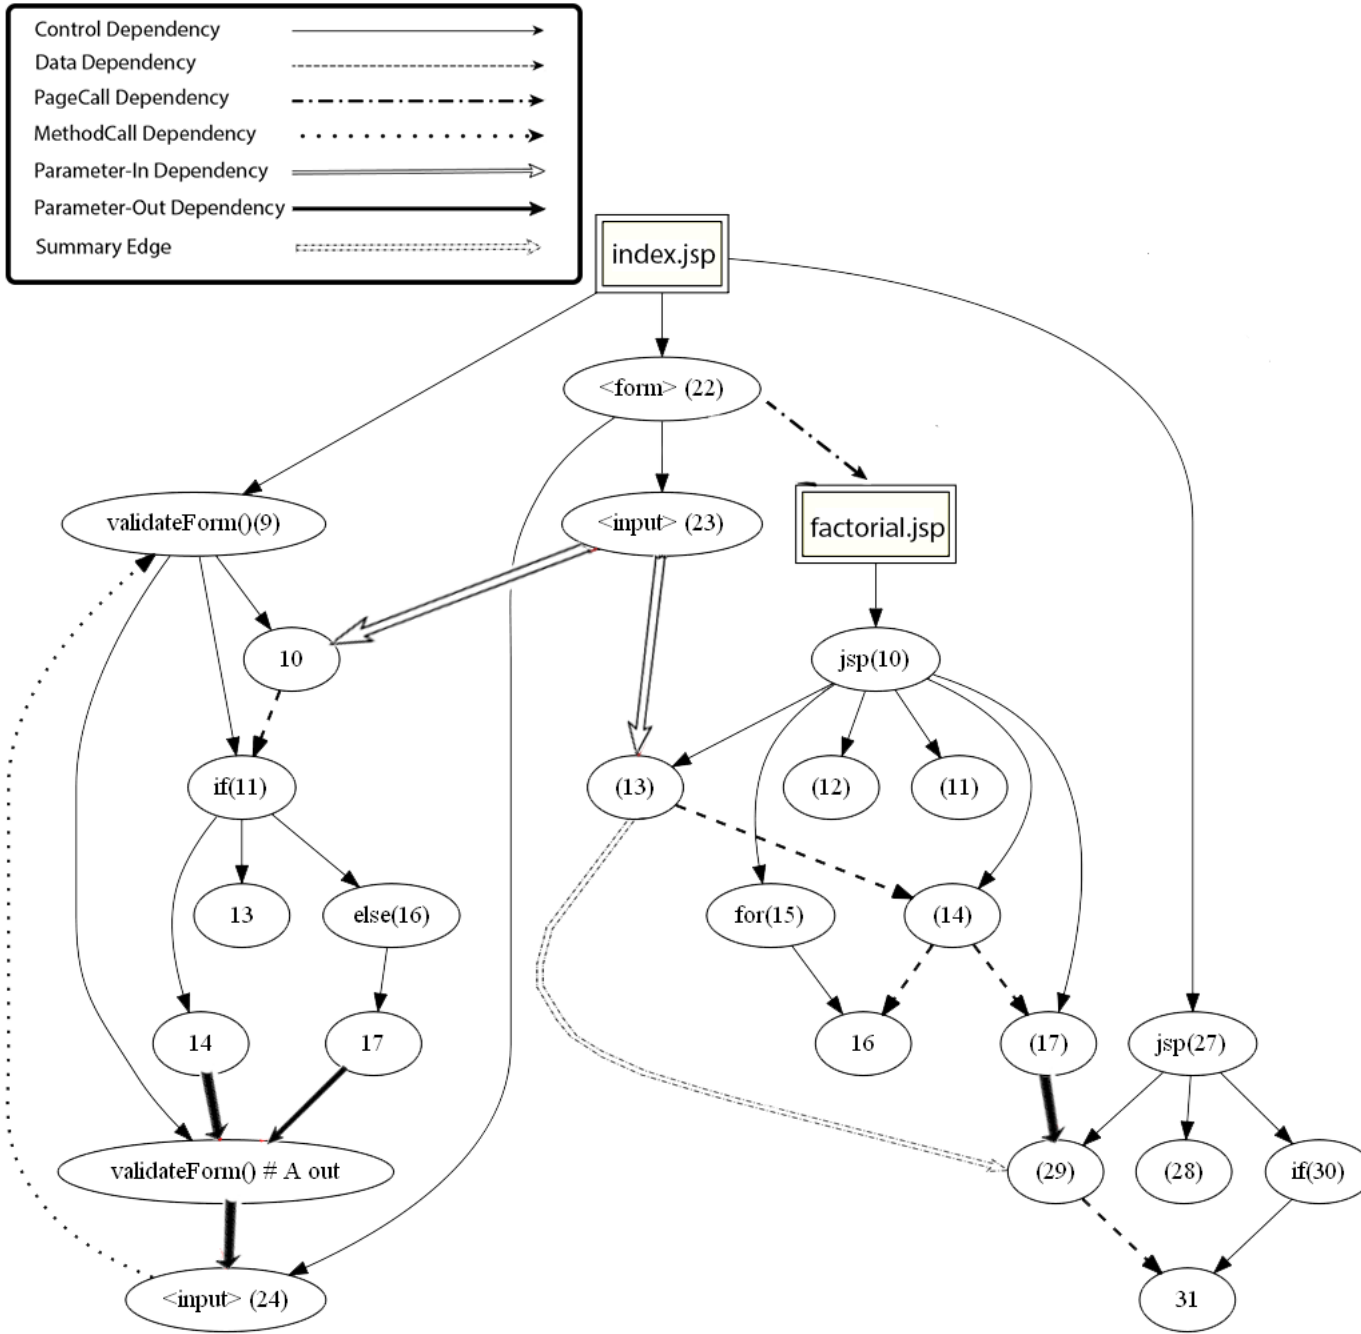 Control Dependency
Data Dependency
PageCall Dependency
MethodCall Dependency
Parameter-In Dependency
Parameter-Out Dependency
Summary Edge
index.jsp
<form> (22)
validateForm()(9)
<input> (23)
factorial.jsp
10
jsp(10)
if(11)
(13)
(12)
(11)
13
else(16)
for(15)
(14)
14
17
16
(17)
jsp(27)
validateForm() # A out
(29)
(28)
if(30)
<input> (24)
31